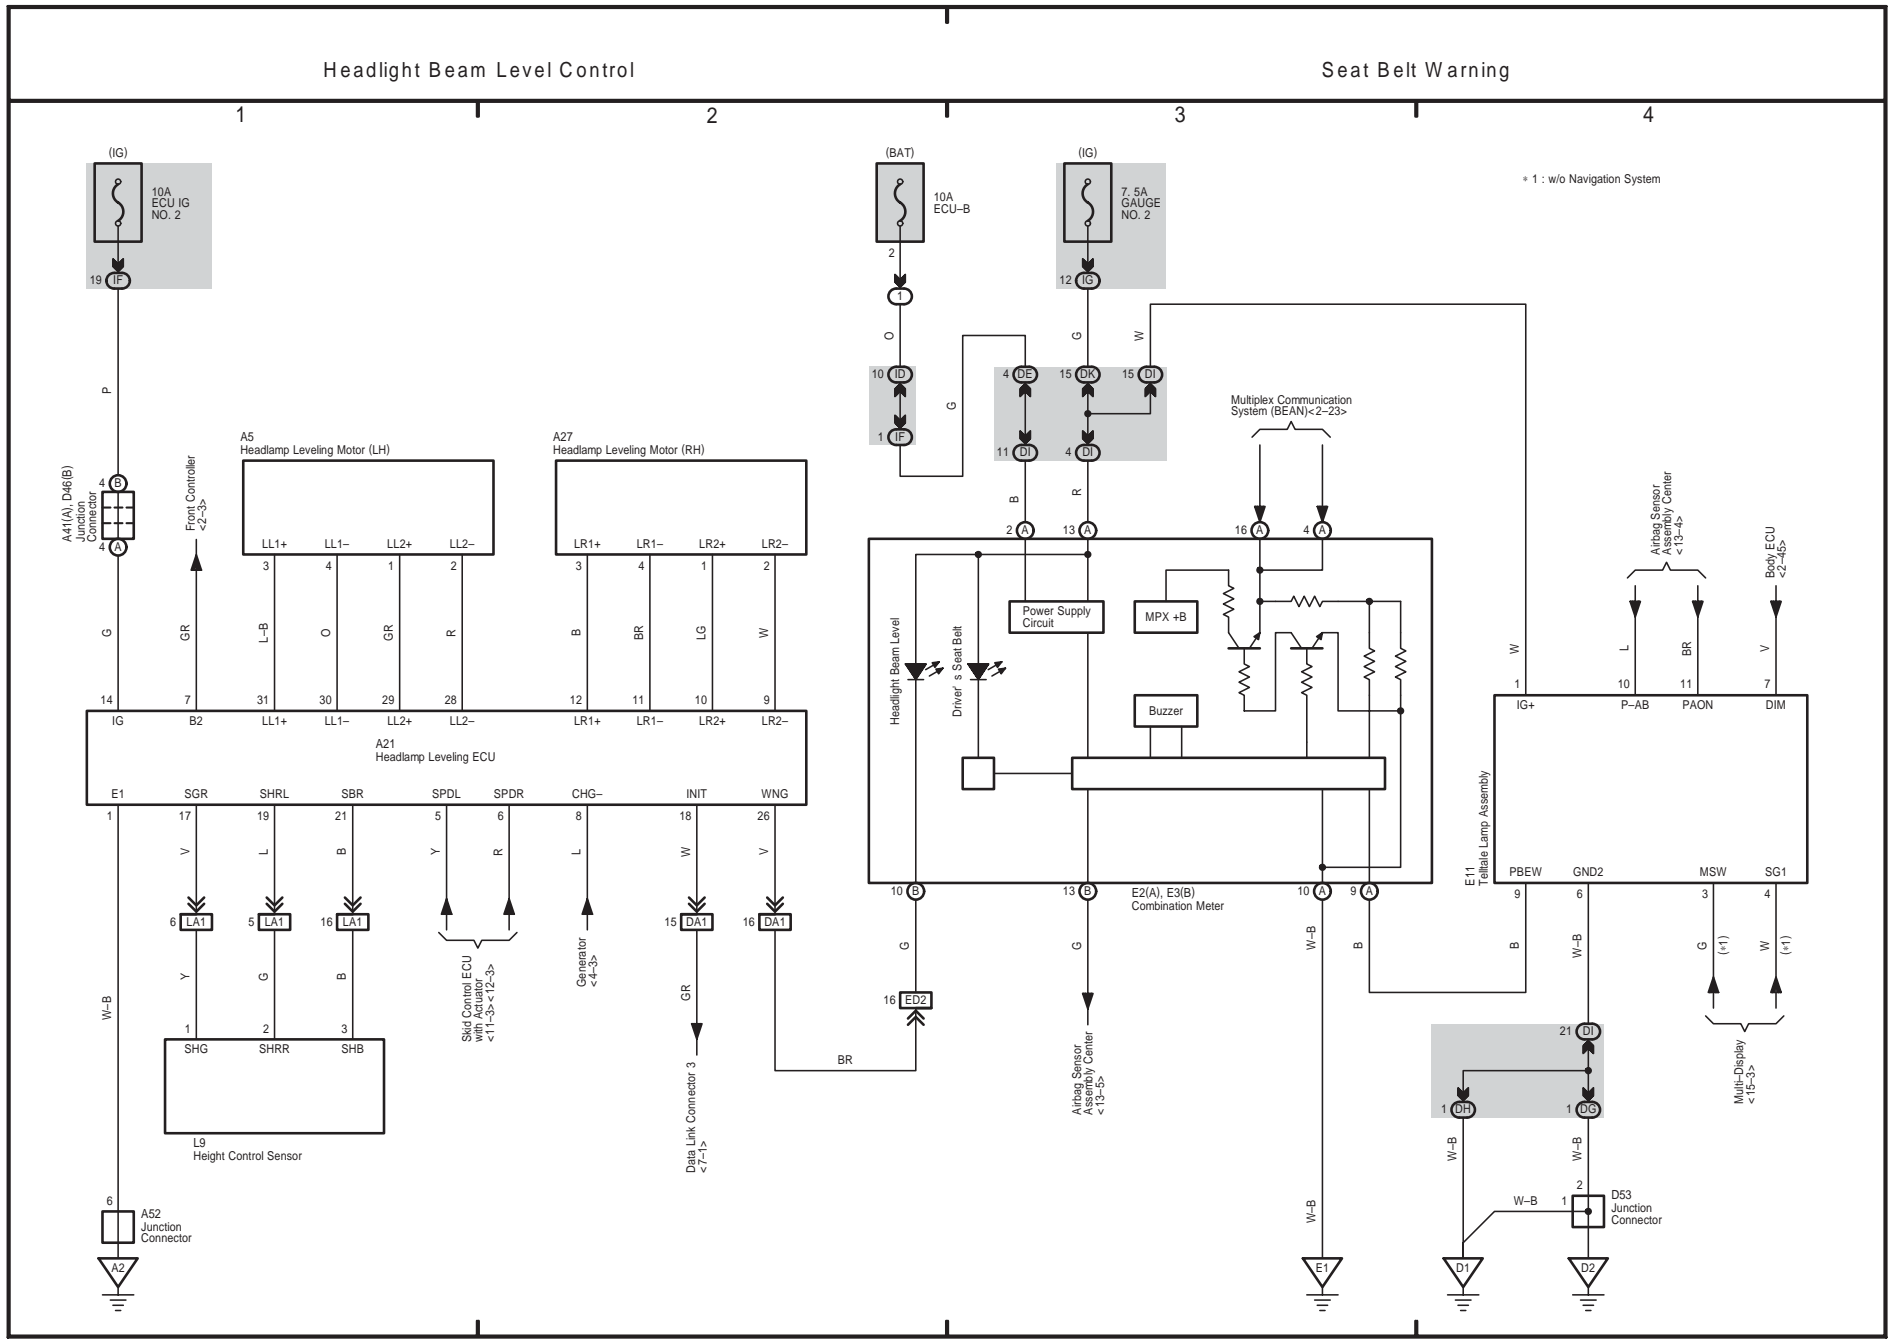 Headlight Beam Level Control
Seat Belt Warning
1
2
3
4
(IG)
10A
ECU IG
NO. 2
19 IF
(BAT)
10A
ECU–B
2
1
(IG)
7. 5A
GAUGE
NO. 2
12 IG
∗ 1 : w/o Navigation System
P
O
G
W
10 ID
1 IF
G
4 DE
15 DK
15 DI
11 DI
4 DI
Multiplex Communication
System (BEAN)<2–23>
A41(A), D46(B)
Junction
Connector
4 B
4 A
Front Controller
<2–3>
A5
Headlamp Leveling Motor (LH)
LL1+ LL1– LL2+ LL2–
3 4 1 2
A27
Headlamp Leveling Motor (RH)
LR1+ LR1– LR2+ LR2–
3 4 1 2
B
R
2 A
13 A
16 A
4 A
Airbag Sensor
Assembly Center
<13–4>
Body ECU
<2–45>
G
GR
L–B
O
GR
R
B
BR
LG
W
14 7 31 30 29 28 12 11 10 9
IG B2 LL1+ LL1– LL2+ LL2– LR1+ LR1– LR2+ LR2–
A21
Headlamp Leveling ECU
E1 SGR SHRL SBR SPDL SPDR CHG– INIT WNG
1 17 19 21 5 6 8 18 26
Headlight Beam Level
Driver’ s Seat Belt
Power Supply
Circuit
MPX +B
Buzzer
W
L
BR
V
1 10 11 7
IG+ P–AB PAON DIM
E11
Telltale Lamp Assembly
PBEW GND2 MSW SG1
9 6 3 4
10 B
13 B
E2(A), E3(B)
Combination Meter
10 A
9 A
V
L
B
Y
R
L
W
V
6 LA1
5 LA1
16 LA1
15 DA1
16 DA1
Y
G
B
Skid Control ECU
with Actuator
<11–3><12–3>
Generator
<4–3>
GR
G
G
W–B
B
B
W–B
G
(∗1)
W
(∗1)
16 ED2
W–B
1 2 3
SHG SHRR SHB
L9
Height Control Sensor
Data Link Connector 3
<7–1>
BR
Airbag Sensor
Assembly Center
<13–5>
21 DI
1 DH
1 DG
Multi–Display
<15–3>
W–B
W–B
6
A52
Junction
Connector
A2
W–B
E1
W–B
2
1
D53
Junction
Connector
D1
D2